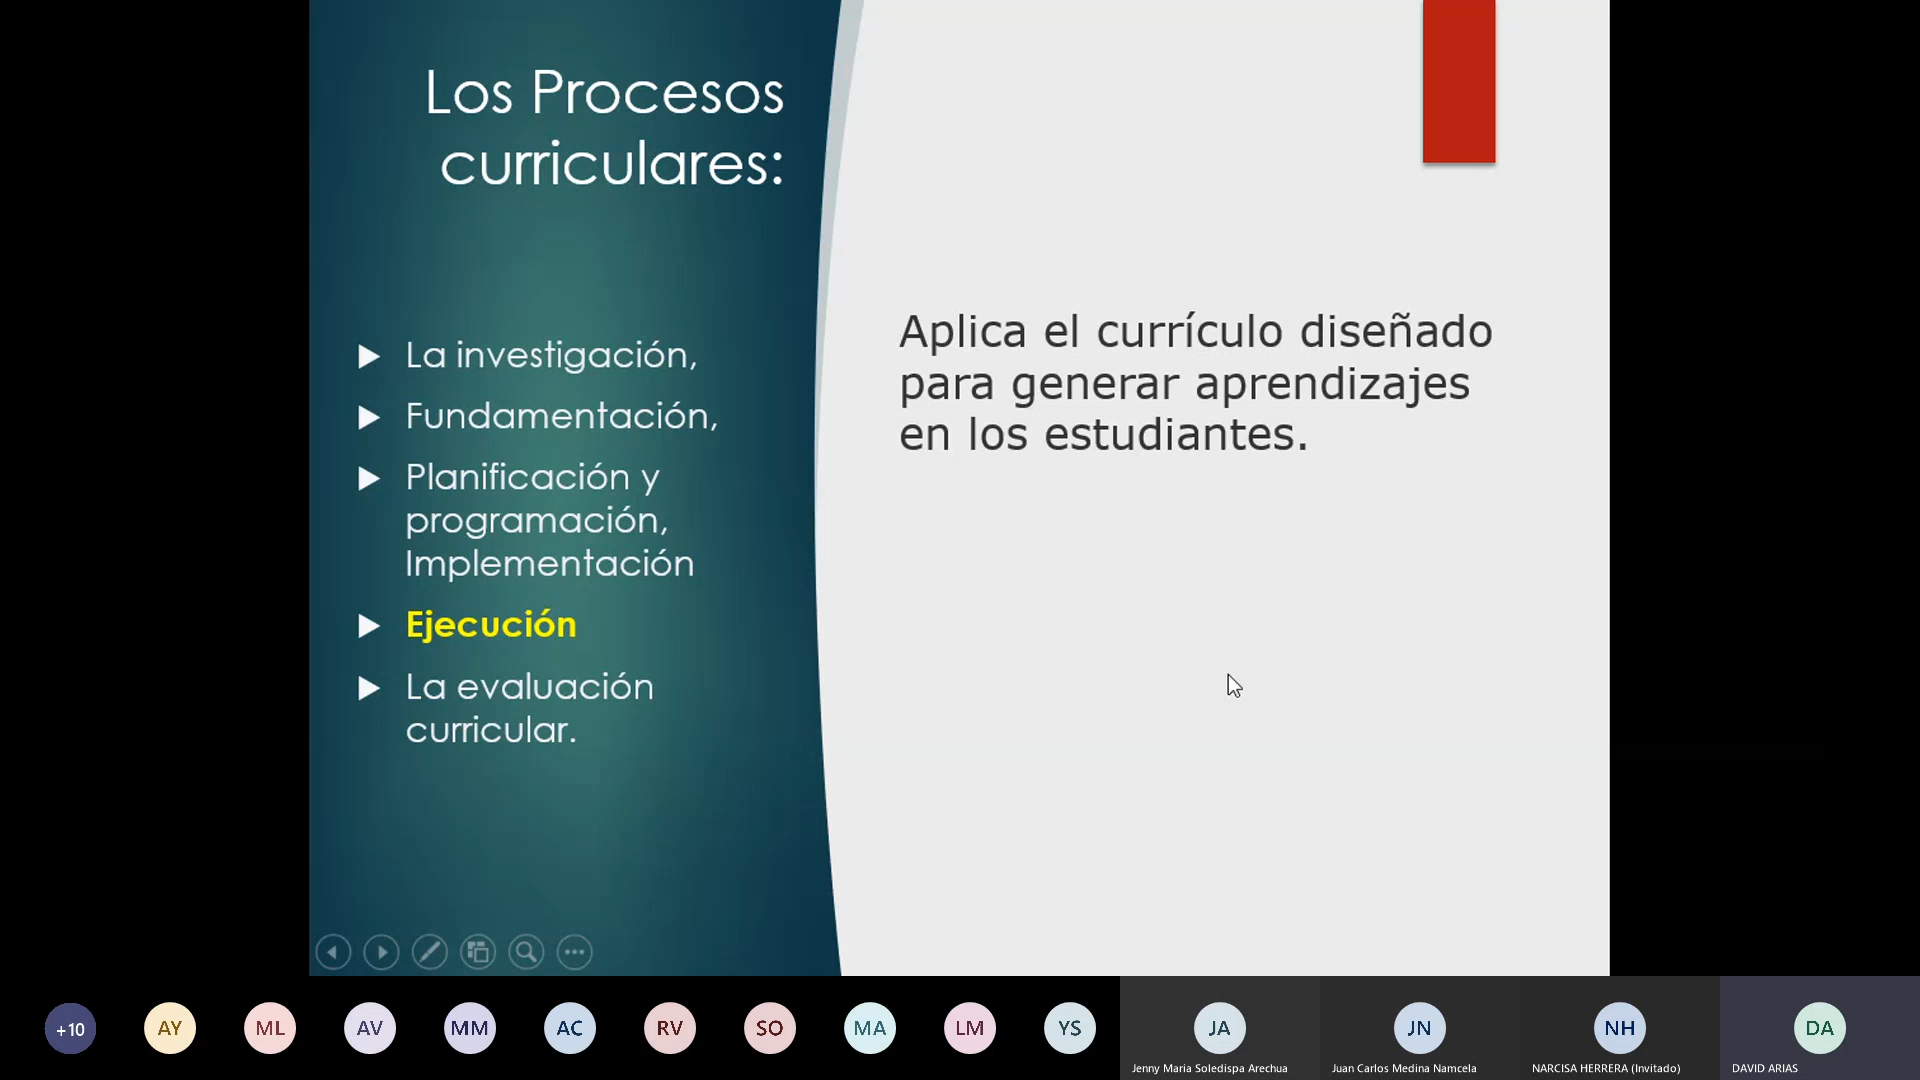 Los Procesos
curriculares:
La investigación,
Fundamentación,
Planificación y
programación,
Implementación
Ejecución
La evaluación
curricular.
Aplica el currículo diseñado
para generar aprendizajes
en los estudiantes.
+10
AY
ML
AV
MM
AC
RV
SO
MA
LM
YS
JA
JN
NH
DA
Jenny Maria Soledispa Arechua
Juan Carlos Medina Namcela
NARCISA HERRERA (Invitado)
DAVID ARIAS